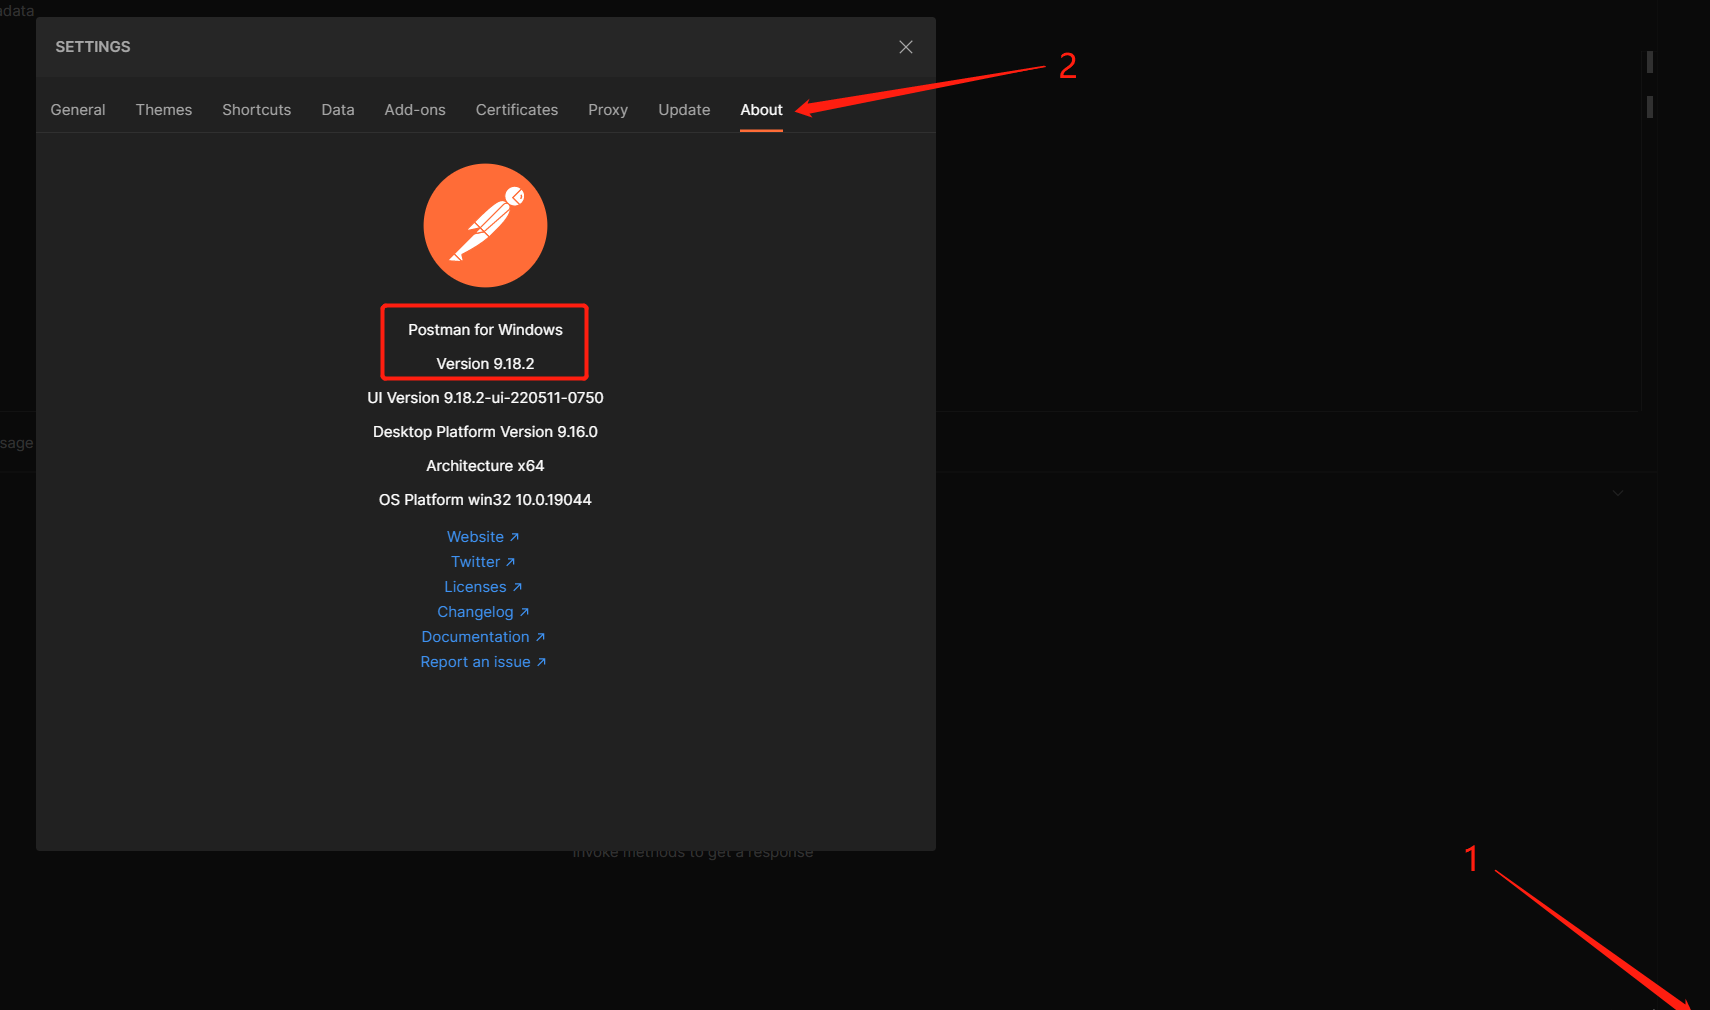 adata
SETTINGS
2
General Themes Shortcuts Data Add-ons Certificates Proxy Update About
Postman for Windows
Version 9.18.2
UI Version 9.18.2-ui-220511-0750
Desktop Platform Version 9.16.0
Architecture x64
OS Platform win32 10.0.19044
sage
Website
Twitter
Licenses
Changelog
Documentation
Report an issue
Invoke methods to get a response
1